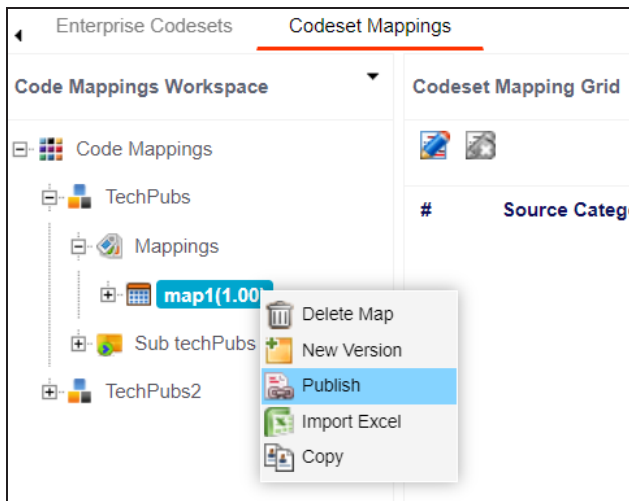 Enterprise Codesets
Codeset Mappings
Code Mappings Workspace
Codeset Mapping Grid
Code Mappings
TechPubs
#
Source Categ
Mappings
map1(1.00)
Delete Map
New Version
Sub techPubs
Publish
TechPubs2
Import Excel
Copy